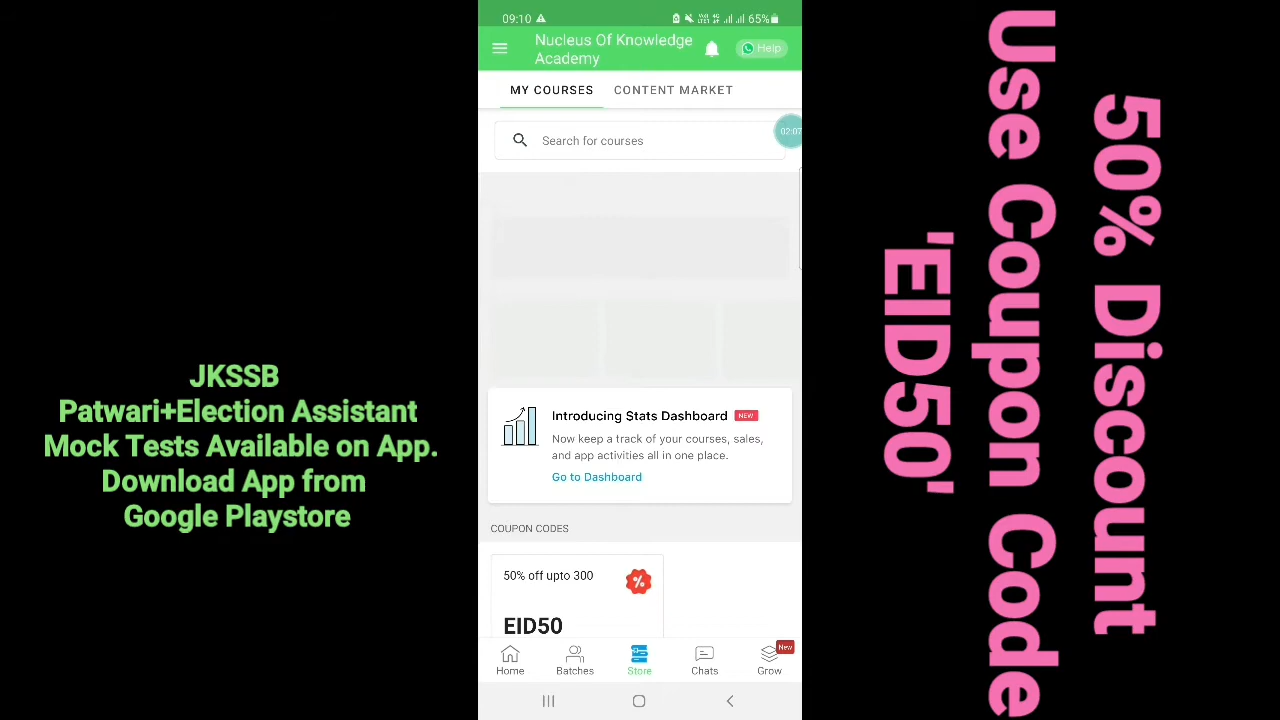 JKSSB
Patwari+Election Assistant
Mock Tests Available on App.
Download App from
Google Playstore
09:10
65%
Nucleus Of Knowledge
Academy
Help
MY COURSES
CONTENT MARKET
Search for courses
02:07
Introducing Stats Dashboard NEW
Now keep a track of your courses, sales,
and app activities all in one place.
Go to Dashboard
COUPON CODES
50% off upto 300
%
EID50
Home
Batches
Store
Chats
Grow
New
50% Discount
Use Coupon Code
'EID50'